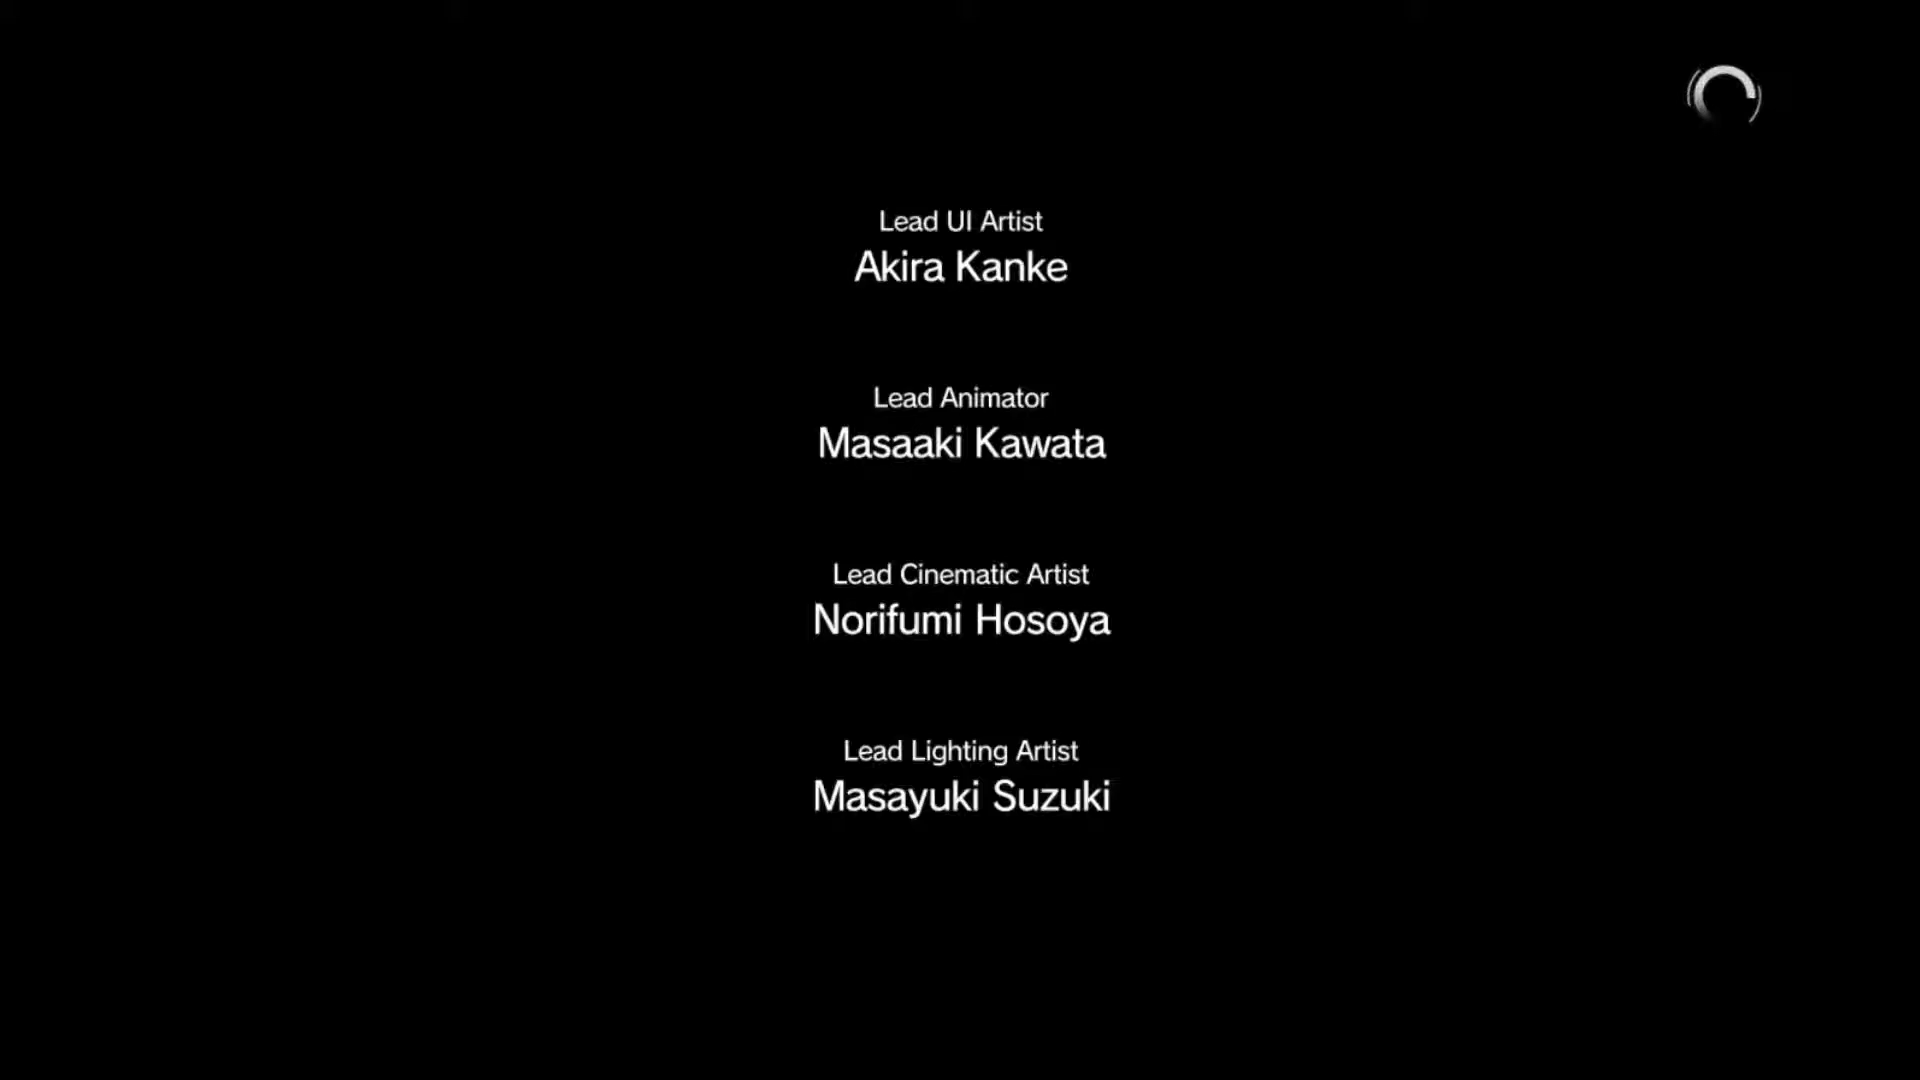 Lead UI Artist
Akira Kanke
Lead Animator
Masaaki Kawata
Lead Cinematic Artist
Norifumi Hosoya
Lead Lighting Artist
Masayuki Suzuki